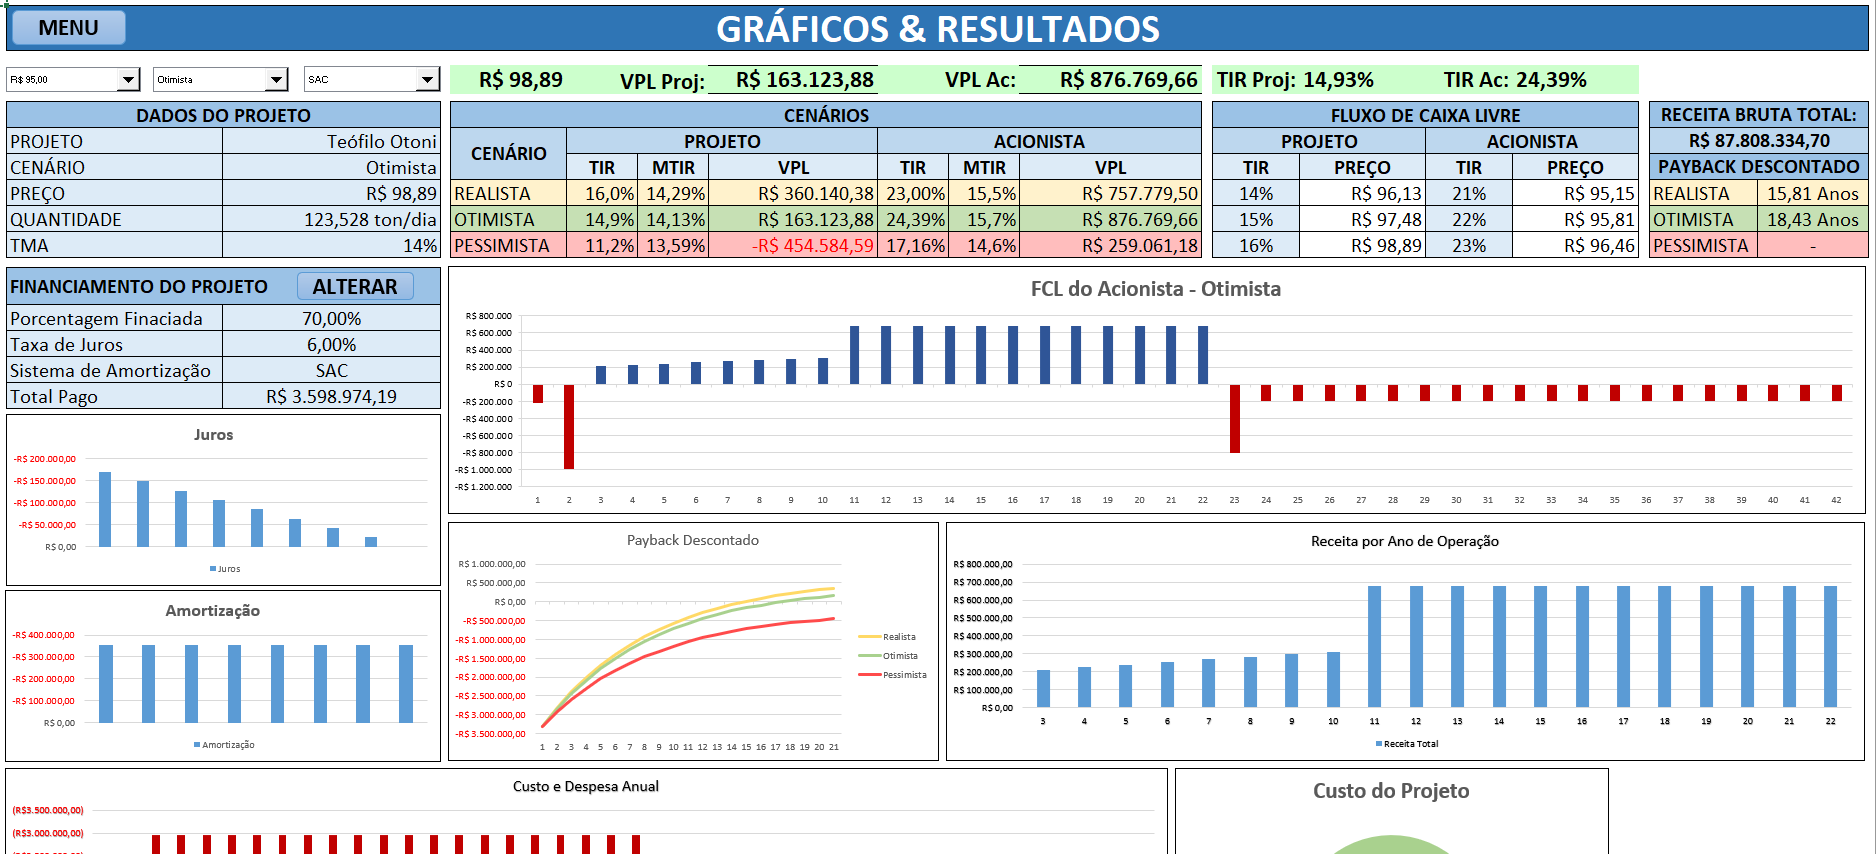 GRÁFICOS & RESULTADOS
MENU
R$ 95,00 Otimista SAC
R$ 98,89 VPL Proj: R$ 163.123,88 VPL Ac: R$ 876.769,66 TIR Proj: 14,93% TIR Ac: 24,39%
DADOS DO PROJETO
PROJETO Teófilo Otoni
CENÁRIO Otimista
PREÇO R$ 98,89
QUANTIDADE 123,528 ton/dia
TMA 14%
CENÁRIOS
CENÁRIO PROJETO ACIONISTA
TIR MTIR VPL TIR MTIR VPL
REALISTA 16,0% 14,29% R$ 360.140,38 23,00% 15,5% R$ 757.779,50
OTIMISTA 14,9% 14,13% R$ 163.123,88 24,39% 15,7% R$ 876.769,66
PESSIMISTA 11,2% 13,59% -R$ 454.584,59 17,16% 14,6% R$ 259.061,18
FLUXO DE CAIXA LIVRE
PROJETO ACIONISTA
TIR PREÇO TIR PREÇO
14% R$ 96,13 21% R$ 95,15
15% R$ 97,48 22% R$ 95,81
16% R$ 98,89 23% R$ 96,46
RECEITA BRUTA TOTAL:
R$ 87.808.334,70
PAYBACK DESCONTADO
REALISTA 15,81 Anos
OTIMISTA 18,43 Anos
PESSIMISTA -
FINANCIAMENTO DO PROJETO ALTERAR
Porcentagem Finaciada 70,00%
Taxa de Juros 6,00%
Sistema de Amortização SAC
Total Pago R$ 3.598.974,19
FCL do Acionista - Otimista
R$ 800.000
R$ 600.000
R$ 400.000
R$ 200.000
R$ 0
-R$ 200.000
-R$ 400.000
-R$ 600.000
-R$ 800.000
-R$ 1.000.000
-R$ 1.200.000
1 2 3 4 5 6 7 8 9 10 11 12 13 14 15 16 17 18 19 20 21 22 23 24 25 26 27 28 29 30 31 32 33 34 35 36 37 38 39 40 41 42
Juros
-R$ 200.000,00
-R$ 150.000,00
-R$ 100.000,00
-R$ 50.000,00
R$ 0,00
Juros
Amortização
-R$ 400.000,00
-R$ 300.000,00
-R$ 200.000,00
-R$ 100.000,00
R$ 0,00
Amortização
Payback Descontado
R$ 1.000.000,00
R$ 500.000,00
R$ 0,00
-R$ 500.000,00
-R$ 1.000.000,00
-R$ 1.500.000,00
-R$ 2.000.000,00
-R$ 2.500.000,00
-R$ 3.000.000,00
-R$ 3.500.000,00
1 2 3 4 5 6 7 8 9 10 11 12 13 14 15 16 17 18 19 20 21
Realista
Otimista
Pessimista
Receita por Ano de Operação
R$ 800.000,00
R$ 700.000,00
R$ 600.000,00
R$ 500.000,00
R$ 400.000,00
R$ 300.000,00
R$ 200.000,00
R$ 100.000,00
R$ 0,00
3 4 5 6 7 8 9 10 11 12 13 14 15 16 17 18 19 20 21 22
Receita Total
Custo e Despesa Anual
(R$3.500.000,00)
(R$3.000.000,00)
Custo do Projeto